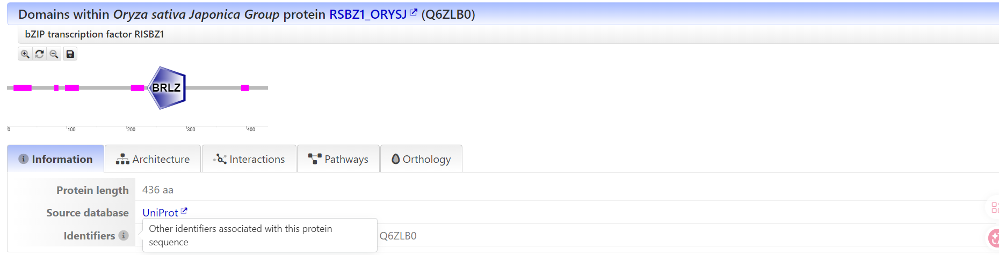 Domains within Oryza sativa Japonica Group protein RSBZ1_ORYSJ (Q6ZLB0)
bZIP transcription factor RISBZ1
BRLZ
0 100 200 300 400
Information Architecture Interactions Pathways Orthology
Protein length 436 aa
Source database UniProt
Identifiers Q6ZLB0
Other identifiers associated with this protein
sequence